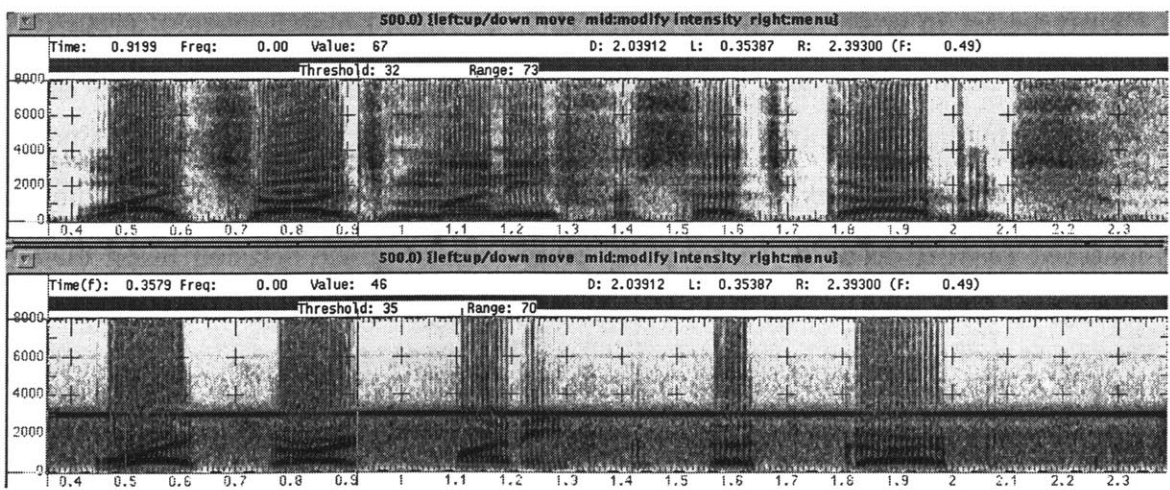 500.0) {left:up/down move mid:modify intensity right:menu}
Time: 0.9199 Freq: 0.00 Value: 67 D: 2.03912 L: 0.35387 R: 2.39300 (F: 0.49)
Threshold: 32 Range: 73
8000
6000
4000
2000
0
0.4 0.5 0.6 0.7 0.8 0.9 1 1.1 1.2 1.3 1.4 1.5 1.6 1.7 1.8 1.9 2 2.1 2.2 2.3
500.0) {left:up/down move mid:modify intensity right:menu}
Time(f): 0.3579 Freq: 0.00 Value: 46 D: 2.03912 L: 0.35387 R: 2.39300 (F: 0.49)
Threshold: 35 Range: 70
8000
6000
4000
2000
0
0.4 0.5 0.6 0.7 0.8 0.9 1 1.1 1.2 1.3 1.4 1.5 1.6 1.7 1.8 1.9 2 2.1 2.2 2.3